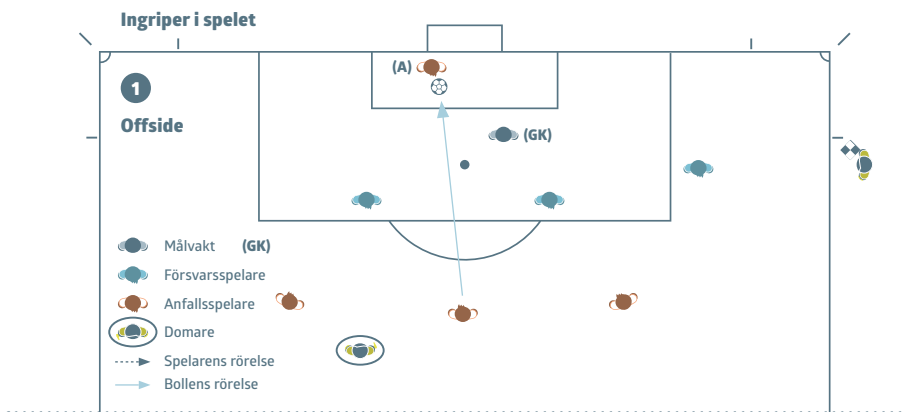 Ingriper i spelet
(A)
1
Offside
(GK)
Målvakt (GK)
Försvarsspelare
Anfallsspelare
Domare
Spelarens rörelse
Bollens rörelse